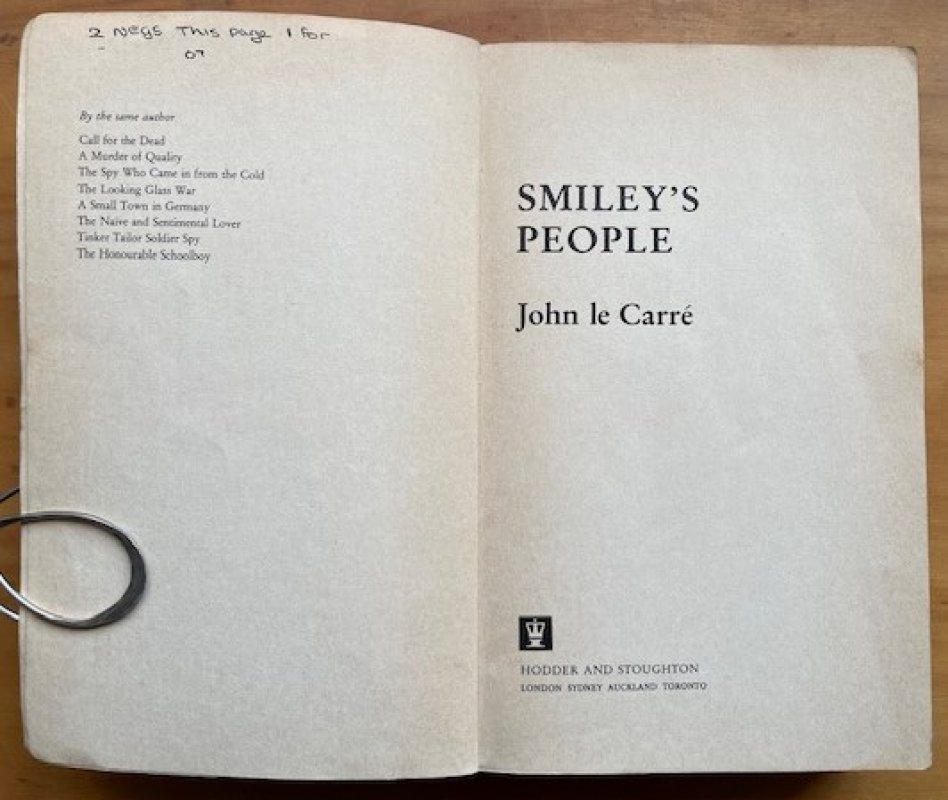 2 Negs This page 1 for
07
By the same author
Call for the Dead
A Murder of Quality
The Spy Who Came in from the Cold
The Looking Glass War
A Small Town in Germany
The Naive and Sentimental Lover
Tinker Tailor Soldier Spy
The Honourable Schoolboy
SMILEY'S
PEOPLE
John le Carré
HODDER AND STOUGHTON
LONDON SYDNEY AUCKLAND TORONTO